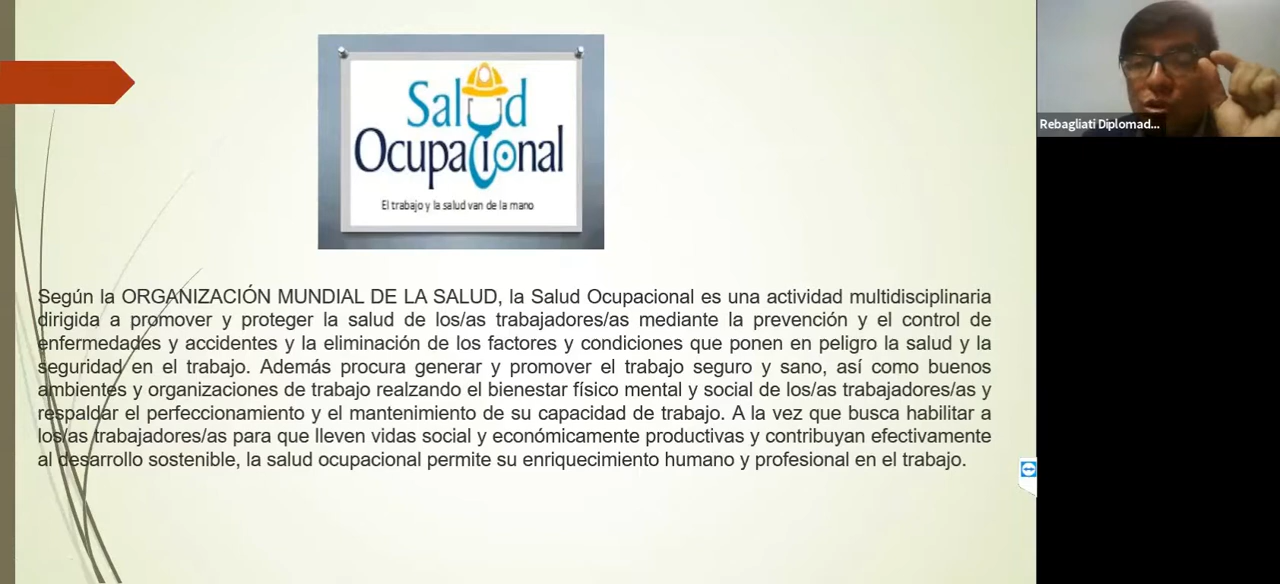 Salud
Ocupacional
El trabajo y la salud van de la mano
Rebagliati Diplomad...
Según la ORGANIZACIÓN MUNDIAL DE LA SALUD, la Salud Ocupacional es una actividad multidisciplinaria
dirigida a promover y proteger la salud de los/as trabajadores/as mediante la prevención y el control de
enfermedades y accidentes y la eliminación de los factores y condiciones que ponen en peligro la salud y la
seguridad en el trabajo. Además procura generar y promover el trabajo seguro y sano, así como buenos
ambientes y organizaciones de trabajo realzando el bienestar físico mental y social de los/as trabajadores/as y
respaldar el perfeccionamiento y el mantenimiento de su capacidad de trabajo. A la vez que busca habilitar a
los/as trabajadores/as para que lleven vidas social y económicamente productivas y contribuyan efectivamente
al desarrollo sostenible, la salud ocupacional permite su enriquecimiento humano y profesional en el trabajo.